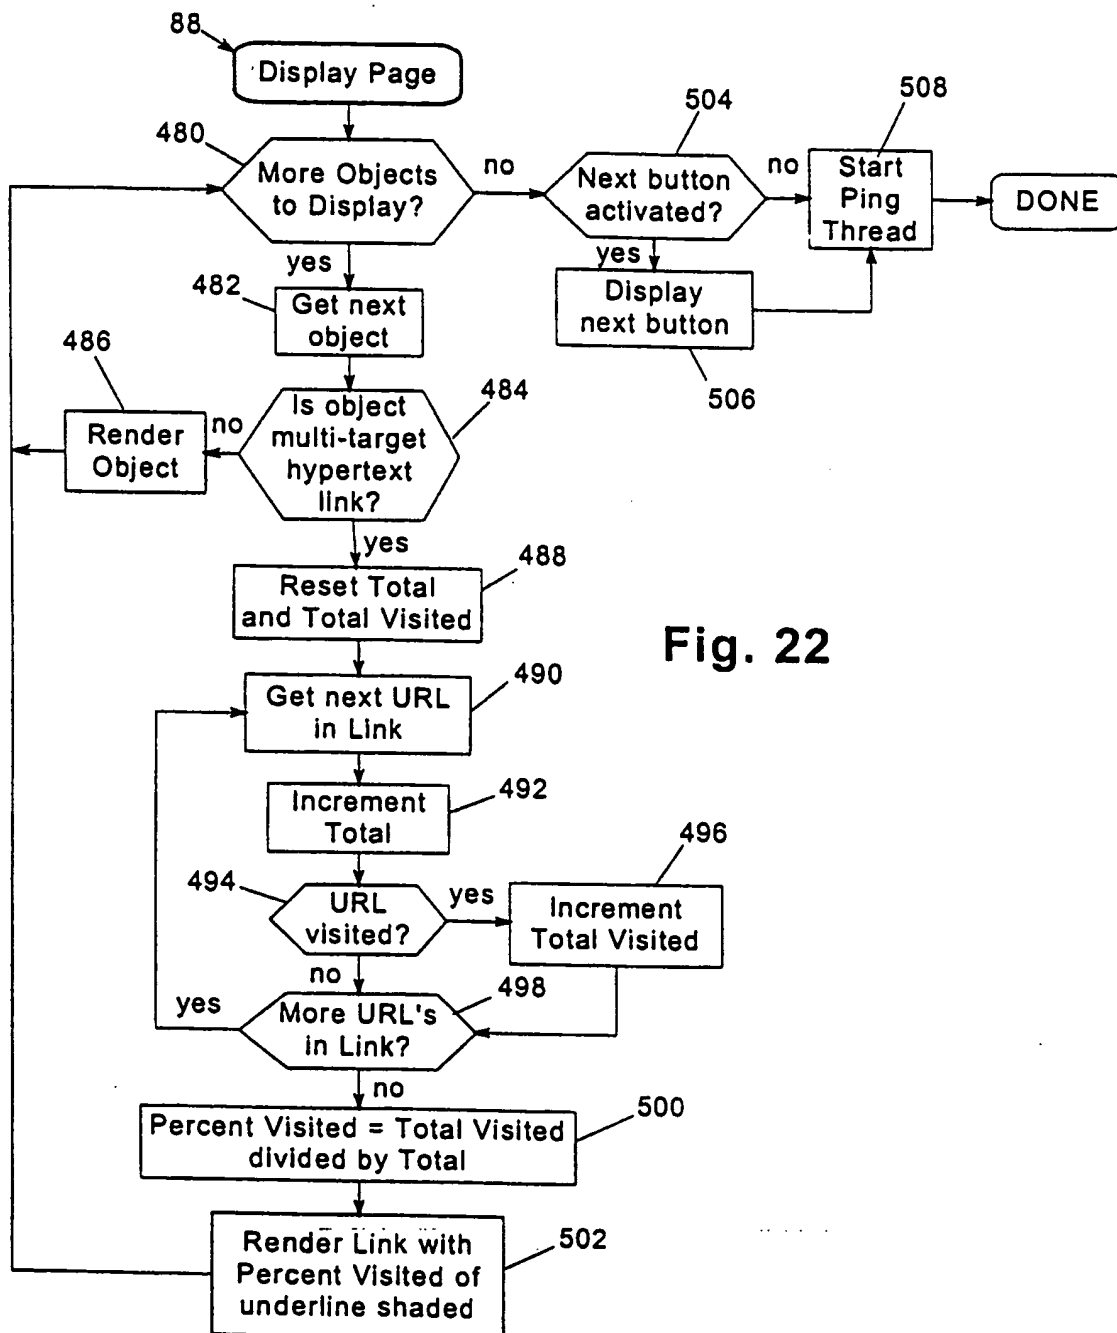 88
Display Page
480
More Objects
to Display?
no
504
Next button
activated?
no
508
Start
Ping
Thread
DONE
yes
482
Get next
object
yes
Display
next button
506
486
Render
Object
no
Is object
multi-target
hypertext
link?
484
yes
488
Reset Total
and Total Visited
Fig. 22
490
Get next URL
in Link
492
Increment
Total
494
URL
visited?
yes
496
Increment
Total Visited
no
yes
498
More URL's
in Link?
no
500
Percent Visited = Total Visited
divided by Total
502
Render Link with
Percent Visited of
underline shaded